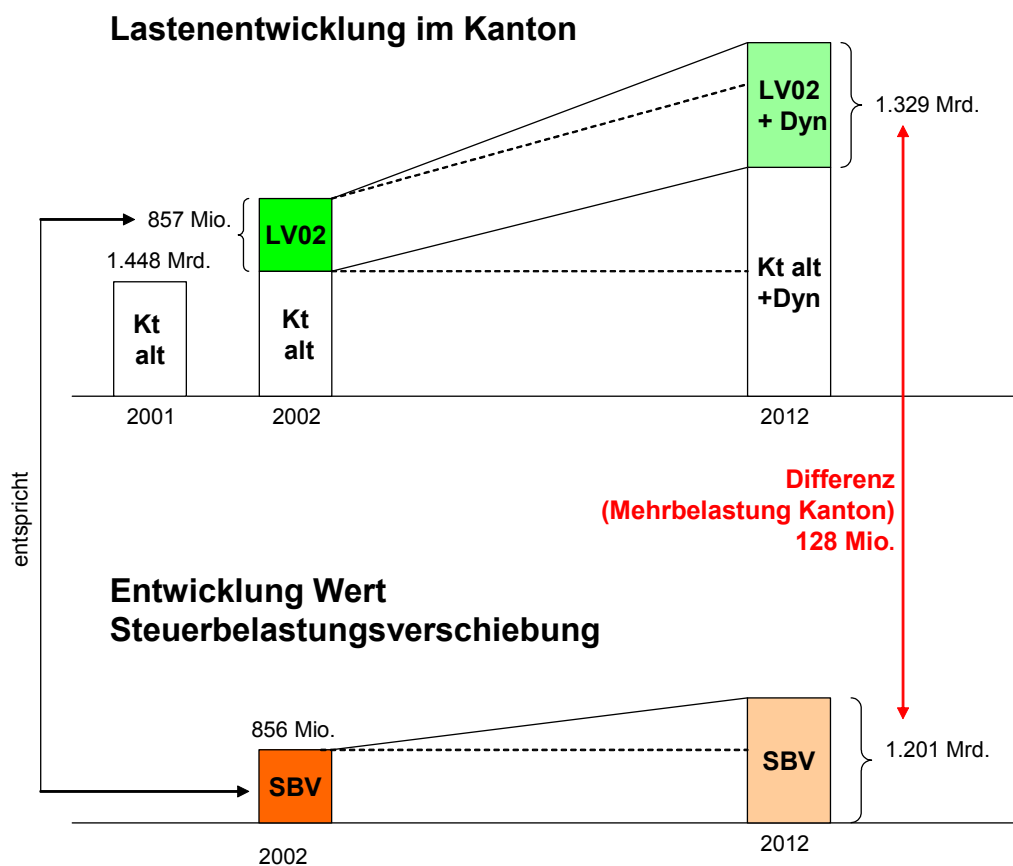 Lastenentwicklung im Kanton
LV02
+ Dyn
1.329 Mrd.
857 Mio.
LV02
1.448 Mrd.
Kt alt
+Dyn
Kt
alt
Kt
alt
2001
2002
2012
entspricht
Differenz
(Mehrbelastung Kanton)
128 Mio.
Entwicklung Wert
Steuerbelastungsverschiebung
856 Mio.
SBV
SBV
1.201 Mrd.
2002
2012